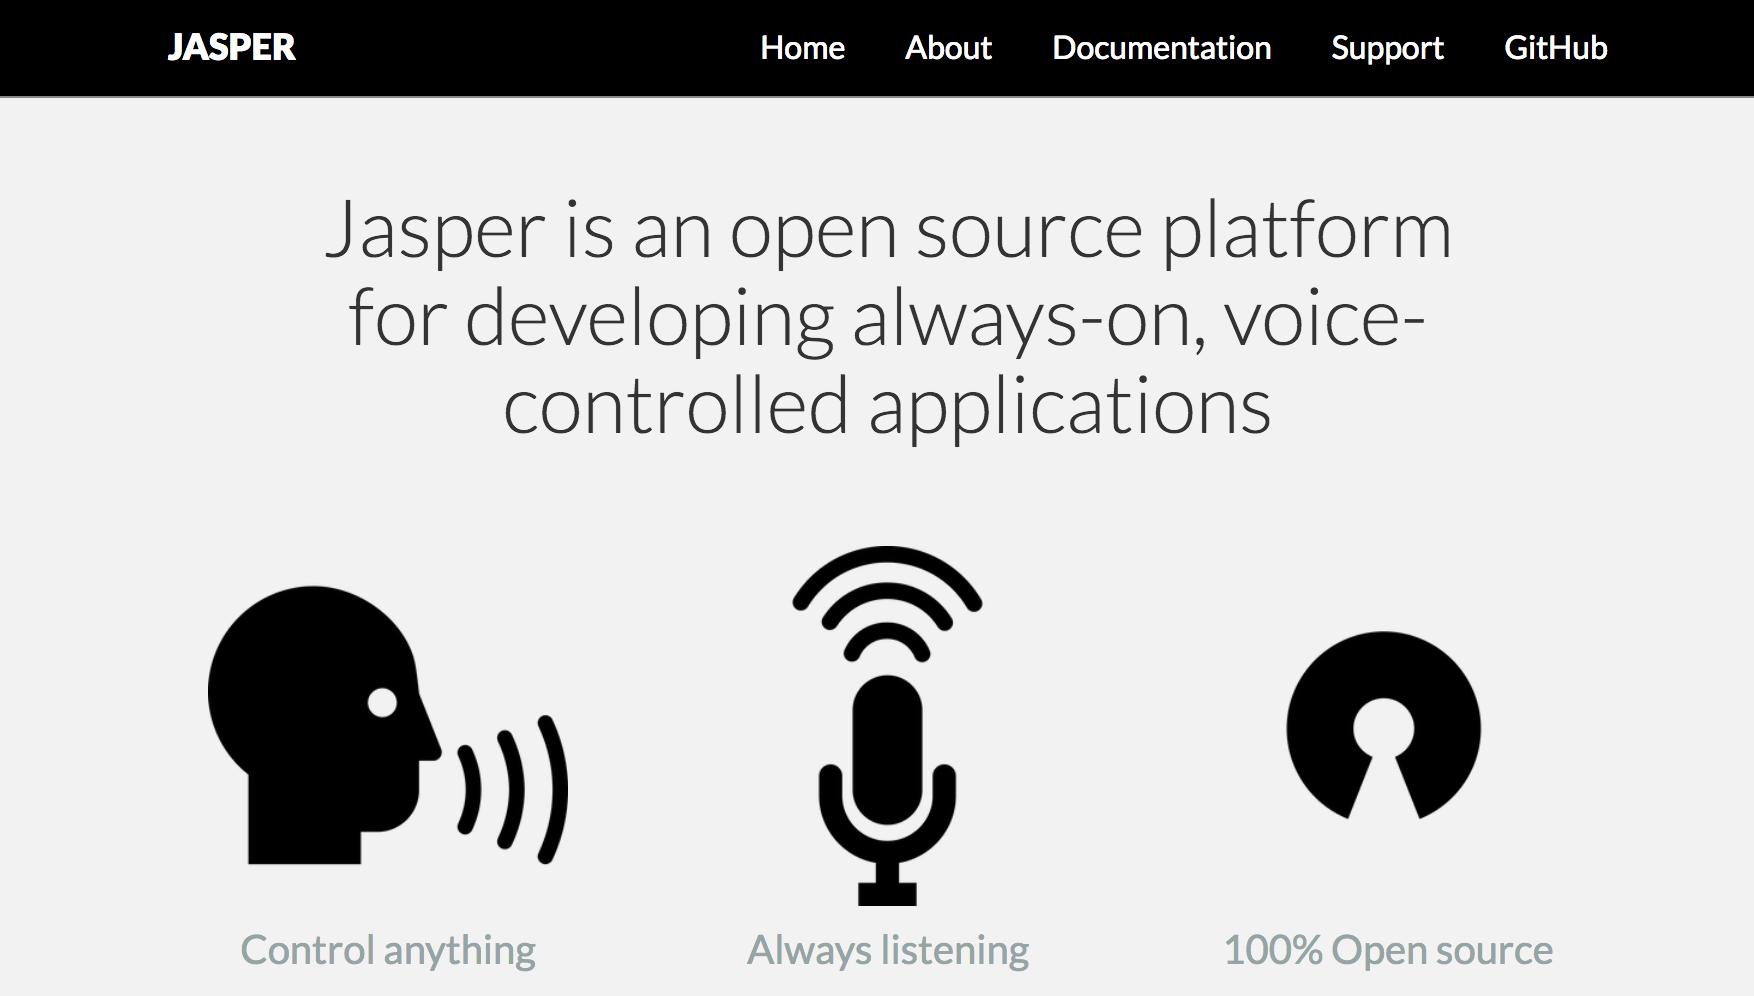 JASPER Home About Documentation Support GitHub
Jasper is an open source platform
for developing always-on, voice-
controlled applications
Control anything Always listening 100% Open source